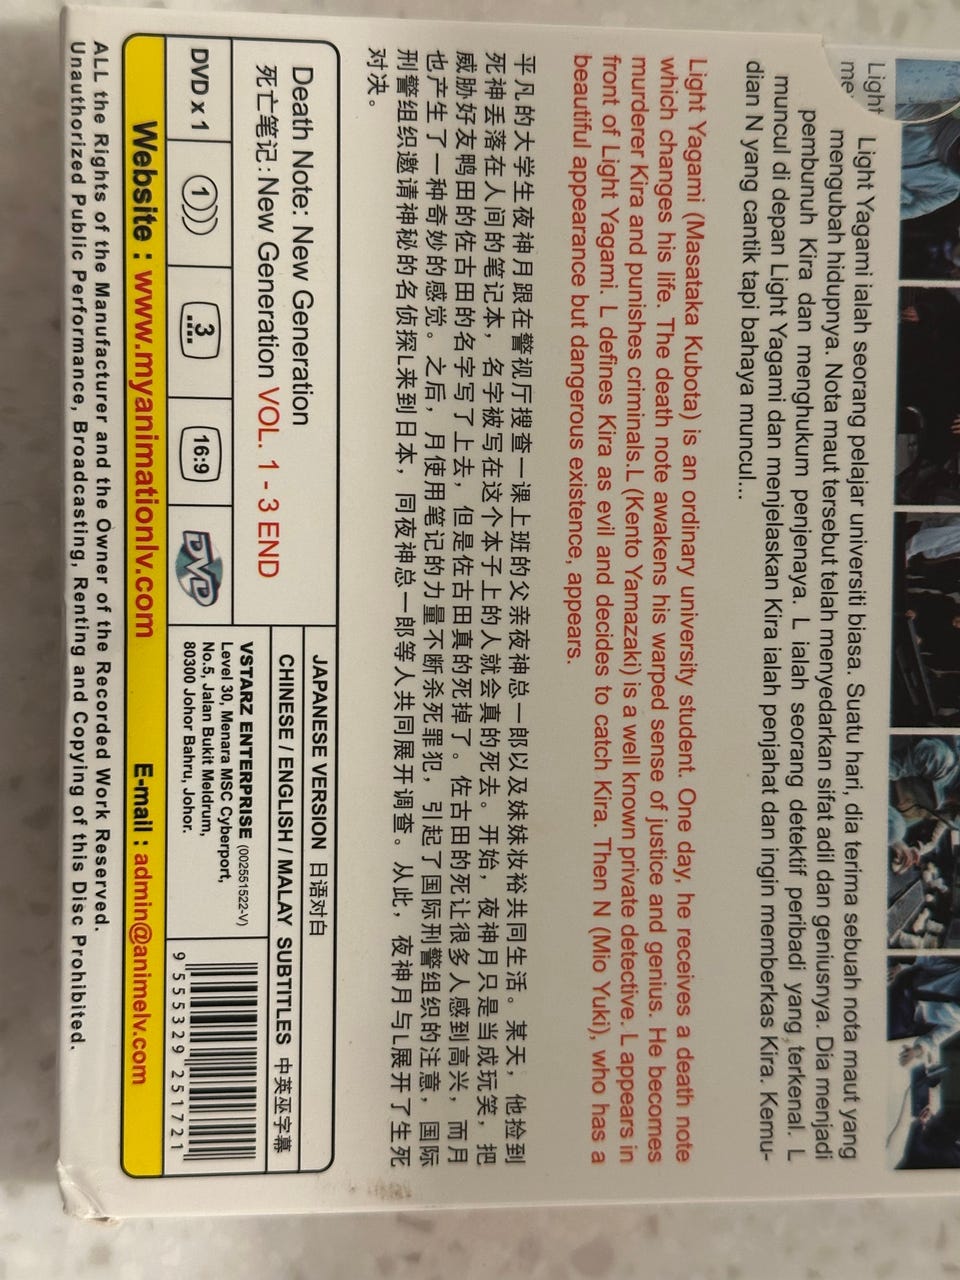 Light
me
Light Yagami ialah seorang pelajar universiti biasa. Suatu hari, dia terima sebuah nota maut yang
mengubah hidupnya. Nota maut tersebut telah menyedarkan sifat adil dan geniusnya. Dia menjadi
pembunuh Kira dan menghukum penjenaya. L ialah seorang detektif peribadi yang terkenal. L
muncul di depan Light Yagami dan menjelaskan Kira ialah penjahat dan ingin memberkas Kira. Kemu-
dian N yang cantik tapi bahaya muncul...
Light Yagami (Masataka Kubota) is an ordinary university student. One day, he receives a death note
which changes his life. The death note awakens his warped sense of justice and genius. He becomes
murderer Kira and punishes criminals.L (Kento Yamazaki) is a well known private detective. L appears in
front of Light Yagami. L defines Kira as evil and decides to catch Kira. Then N (Mio Yuki), who has a
beautiful appearance but dangerous existence, appears.
平凡的大学生夜神月跟在警视厅搜查一课上班的父亲夜神总一郎以及妹妹妆裕共同生活。某天，他捡到
死神丢落在人间的笔记本，名字被写在这个本子上的人就会真的死去。开始，夜神月只是当成玩笑，把
威胁好友鸭田的佐古田的名字写了上去，但是佐古田真的死掉了。佐古田的死让很多人感到高兴，而月
也产生了一种奇妙的感觉。之后，月使用笔记的力量不断杀死罪犯，引起了国际刑警组织的注意，国际
刑警组织邀请神秘的名侦探L来到日本，同夜神总一郎等人共同展开调查。从此，夜神月与L展开了生死
对决。
Death Note: New Generation
死亡笔记: New Generation VOL. 1 - 3 END
DVD x 1
1
3
16:9
DVD
JAPANESE VERSION 日语对白
CHINESE / ENGLISH / MALAY SUBTITLES 中英巫字幕
VSTARZ ENTERPRISE (002551522-V)
Level 30, Menara MSC Cyberport,
No.5, Jalan Bukit Meldrum,
80300 Johor Bahru, Johor.
9 555329 251721
Website : www.myanimationlv.com E-mail : admin@animelv.com
ALL the Rights of the Manufacturer and the Owner of the Recorded Work Reserved.
Unauthorized Public Performance, Broadcasting, Renting and Copying of this Disc Prohibited.